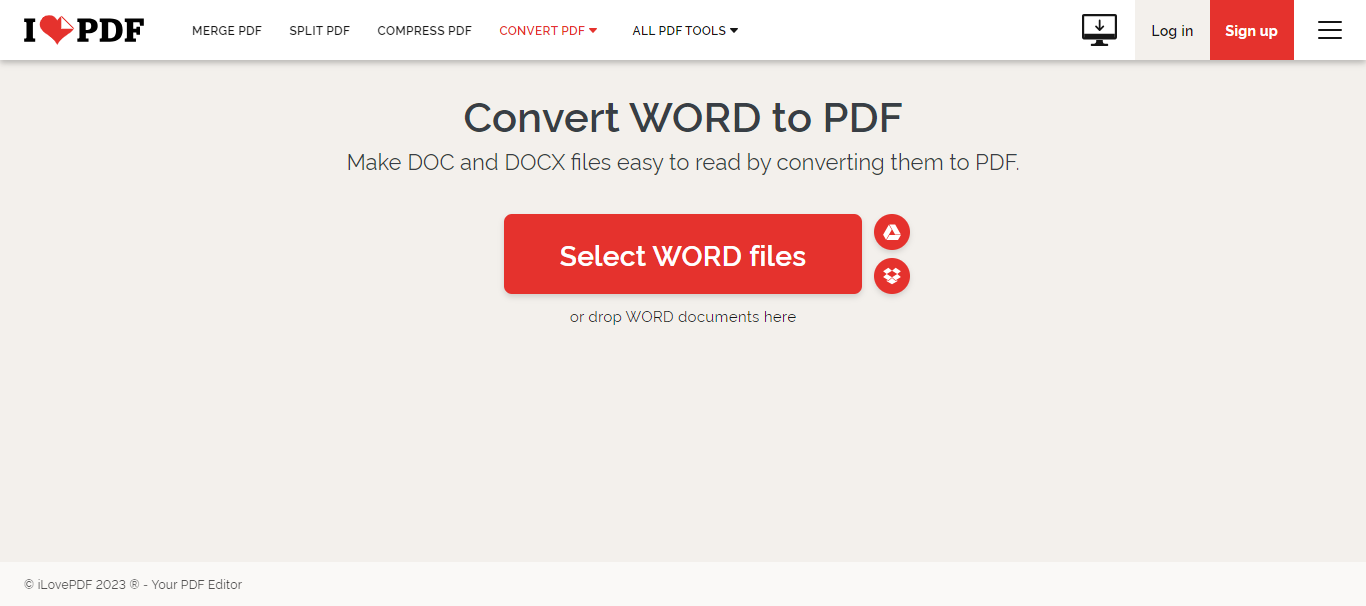 I PDF
MERGE PDF
SPLIT PDF
COMPRESS PDF
CONVERT PDF
ALL PDF TOOLS
Log in
Sign up
Convert WORD to PDF
Make DOC and DOCX files easy to read by converting them to PDF.
Select WORD files
or drop WORD documents here
© iLovePDF 2023 ® - Your PDF Editor